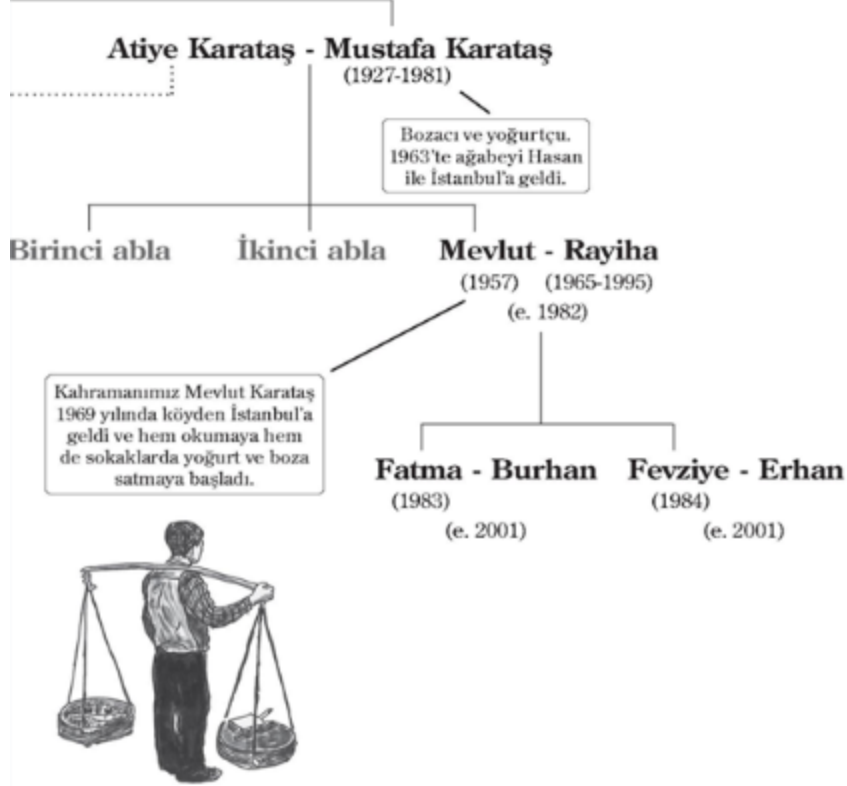 Atiye Karataş - Mustafa Karataş
(1927-1981)
Bozacı ve yoğurtçu.
1963'te ağabeyi Hasan
ile İstanbul'a geldi.
Birinci abla İkinci abla Mevlut - Rayiha
(1957) (1965-1995)
(e. 1982)
Kahramanımız Mevlut Karataş
1969 yılında köyden İstanbul'a
geldi ve hem okumaya hem
de sokaklarda yoğurt ve boza
satmaya başladı.
Fatma - Burhan Fevziye - Erhan
(1983) (1984)
(e. 2001) (e. 2001)